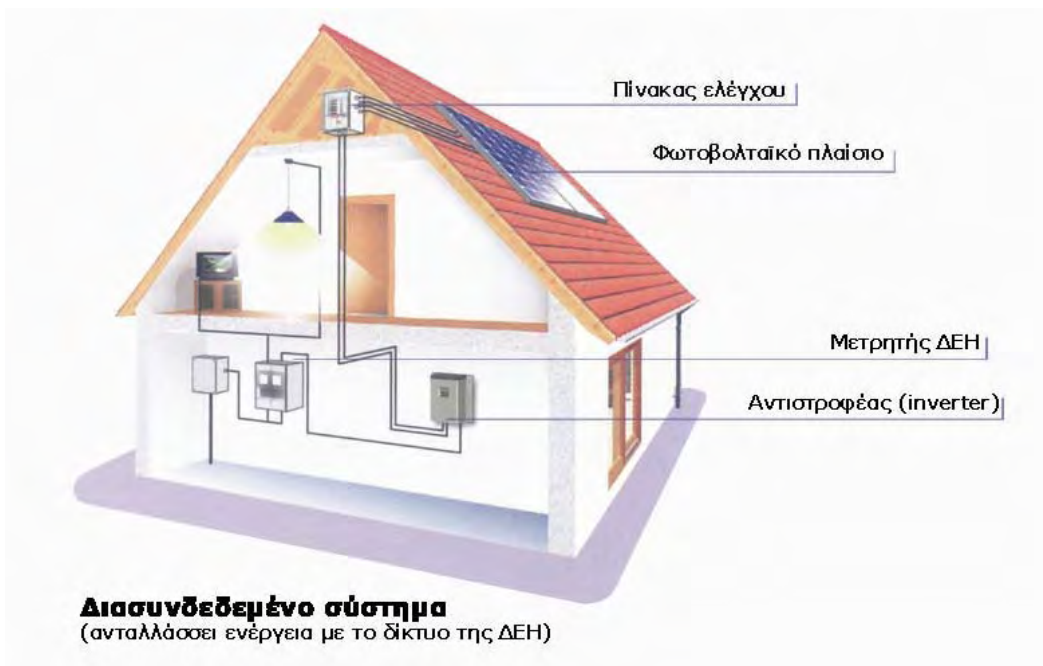 Πίνακας ελέγχου
Φωτοβολταϊκό πλαίσιο
Μετρητής ΔΕΗ
Αντιστροφέας (inverter)
Διασυνδεδεμένο σύστημα
(ανταλλάσσει ενέργεια με το δίκτυο της ΔΕΗ)